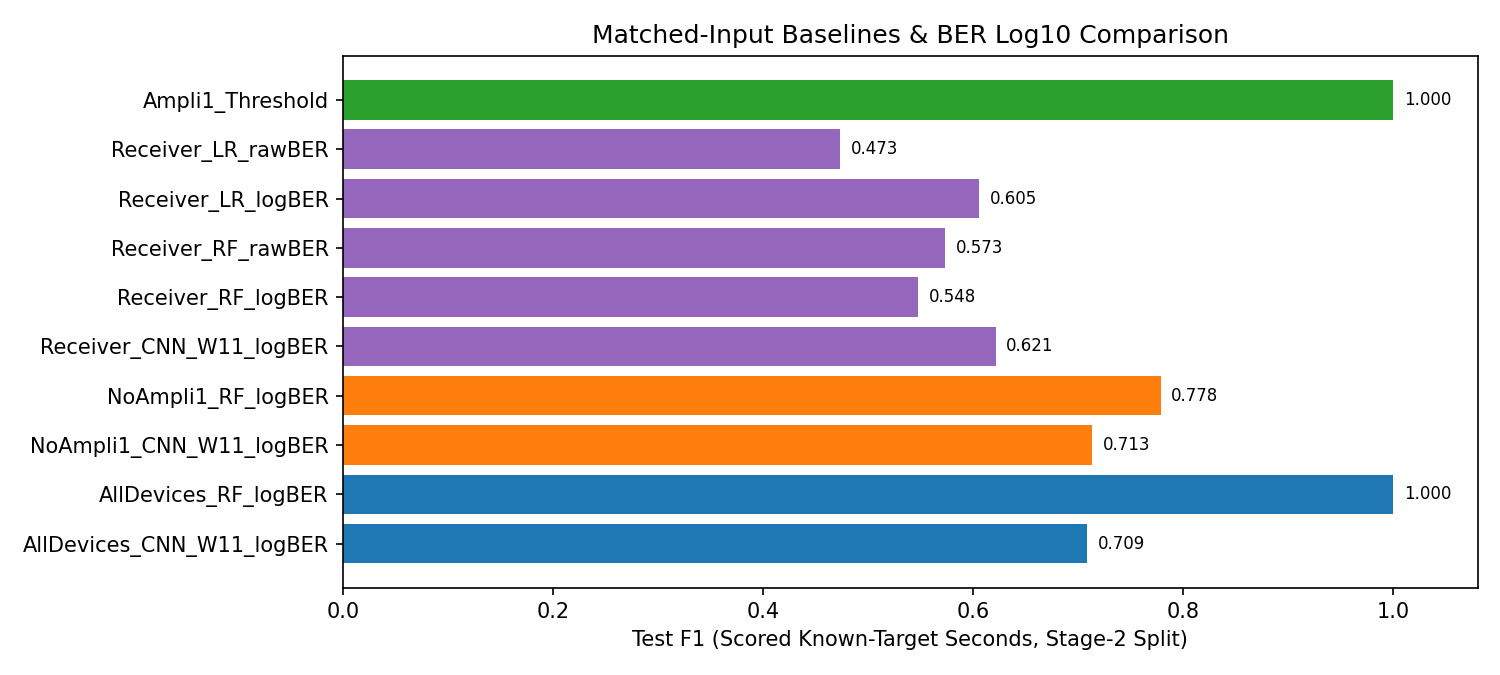 Matched-Input Baselines & BER Log10 Comparison
Ampli1_Threshold 1.000
Receiver_LR_rawBER 0.473
Receiver_LR_logBER 0.605
Receiver_RF_rawBER 0.573
Receiver_RF_logBER 0.548
Receiver_CNN_W11_logBER 0.621
NoAmpli1_RF_logBER 0.778
NoAmpli1_CNN_W11_logBER 0.713
AllDevices_RF_logBER 1.000
AllDevices_CNN_W11_logBER 0.709
0.0 0.2 0.4 0.6 0.8 1.0
Test F1 (Scored Known-Target Seconds, Stage-2 Split)